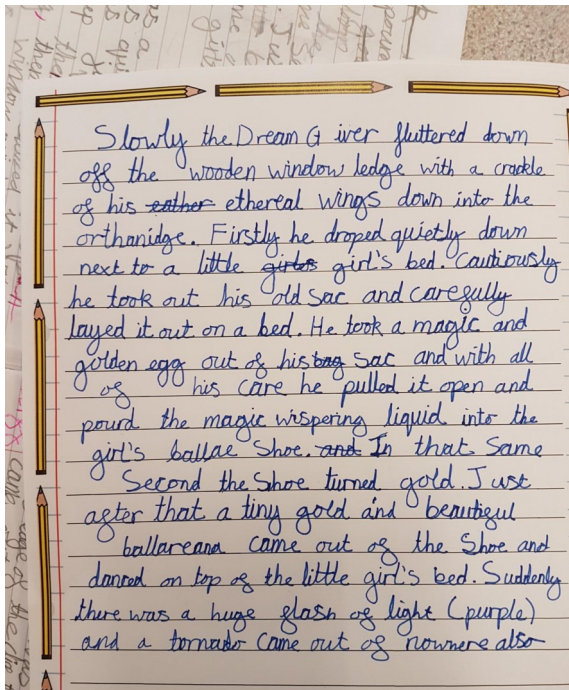 Slowly the Dream Giver fluttered down
off the wooden window ledge with a crackle
of his eather ethereal wings down into the
orthanidge. Firstly he droped quietly down
next to a little girles girl's bed. Cautiously
he took out his old sac and carefully
layed it out on a bed. He took a magic and
golden egg out of his bag sac and with all
of his care he pulled it open and
pourd the magic wispering liquid into the
girl's ballae Shoe. and In that Same
Second the Shoe turned gold. Just
after that a tiny gold and beautiful
ballareana came out of the Shoe and
danced on top of the little girl's bed. Suddenly
there was a huge flash of light (purple)
and a tornado came out of nownere also